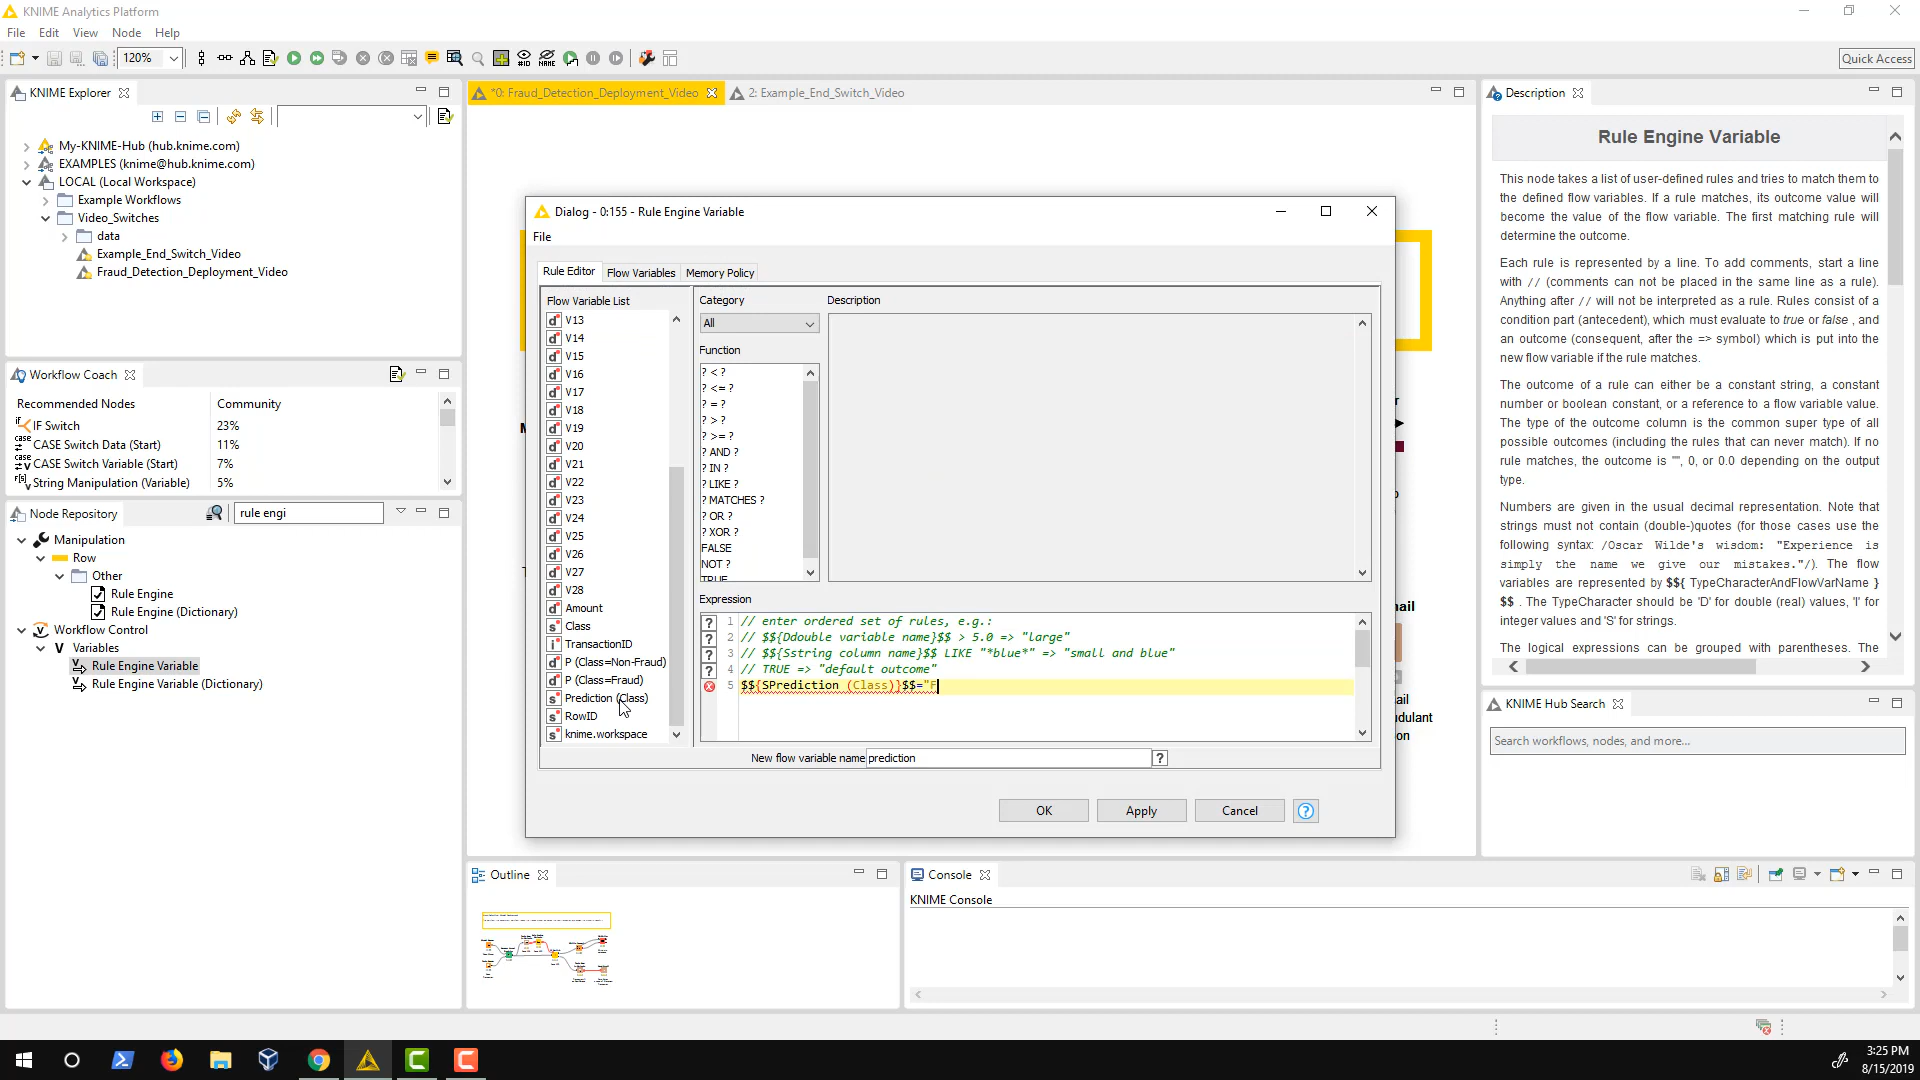 KNIME Analytics Platform
File Edit View Node Help
120%
Quick Access
KNIME Explorer
My-KNIME-Hub (hub.knime.com)
EXAMPLES (knime@hub.knime.com)
LOCAL (Local Workspace)
Example Workflows
Video_Switches
data
Example_End_Switch_Video
Fraud_Detection_Deployment_Video
Workflow Coach
Recommended Nodes Community
IF Switch 23%
CASE Switch Data (Start) 11%
CASE Switch Variable (Start) 7%
String Manipulation (Variable) 5%
Node Repository
rule engi
Manipulation
Row
Other
Rule Engine
Rule Engine (Dictionary)
Workflow Control
Variables
Rule Engine Variable
Rule Engine Variable (Dictionary)
*0: Fraud_Detection_Deployment_Video
2: Example_End_Switch_Video
Dialog - 0:155 - Rule Engine Variable
File
Rule Editor Flow Variables Memory Policy
Flow Variable List
V13
V14
V15
V16
V17
V18
V19
V20
V21
V22
V23
V24
V25
V26
V27
V28
Amount
Class
TransactionID
P (Class=Non-Fraud)
P (Class=Fraud)
Prediction (Class)
RowID
knime.workspace
Category
All
Function
? < ?
? <= ?
? = ?
? > ?
? >= ?
? AND ?
? IN ?
? LIKE ?
? MATCHES ?
? OR ?
? XOR ?
FALSE
NOT ?
TRUE
Description
Expression
1 // enter ordered set of rules, e.g.:
2 // $${Ddouble variable name}$$ > 5.0 => "large"
3 // $${Sstring column name}$$ LIKE "*blue*" => "small and blue"
4 // TRUE => "default outcome"
5 $${SPrediction (Class)}$$="F
New flow variable name prediction ?
OK Apply Cancel ?
Outline
Console
KNIME Console
Description
Rule Engine Variable
This node takes a list of user-defined rules and tries to match them to
the defined flow variables. If a rule matches, its outcome value will
become the value of the flow variable. The first matching rule will
determine the outcome.
Each rule is represented by a line. To add comments, start a line
with // (comments can not be placed in the same line as a rule).
Anything after // will not be interpreted as a rule. Rules consist of a
condition part (antecedent), which must evaluate to true or false , and
an outcome (consequent, after the => symbol) which is put into the
new flow variable if the rule matches.
The outcome of a rule can either be a constant string, a constant
number or boolean constant, or a reference to a flow variable value.
The type of the outcome column is the common super type of all
possible outcomes (including the rules that can never match). If no
rule matches, the outcome is "", 0, or 0.0 depending on the output
type.
Numbers are given in the usual decimal representation. Note that
strings must not contain (double-)quotes (for those cases use the
following syntax: /Oscar Wilde's wisdom: "Experience is
simply the name we give our mistakes."/). The flow
variables are represented by $${ TypeCharacterAndFlowVarName }
$$ . The TypeCharacter should be 'D' for double (real) values, 'I' for
integer values and 'S' for strings.
The logical expressions can be grouped with parentheses. The
KNIME Hub Search
Search workflows, nodes, and more...
3:25 PM
8/15/2019